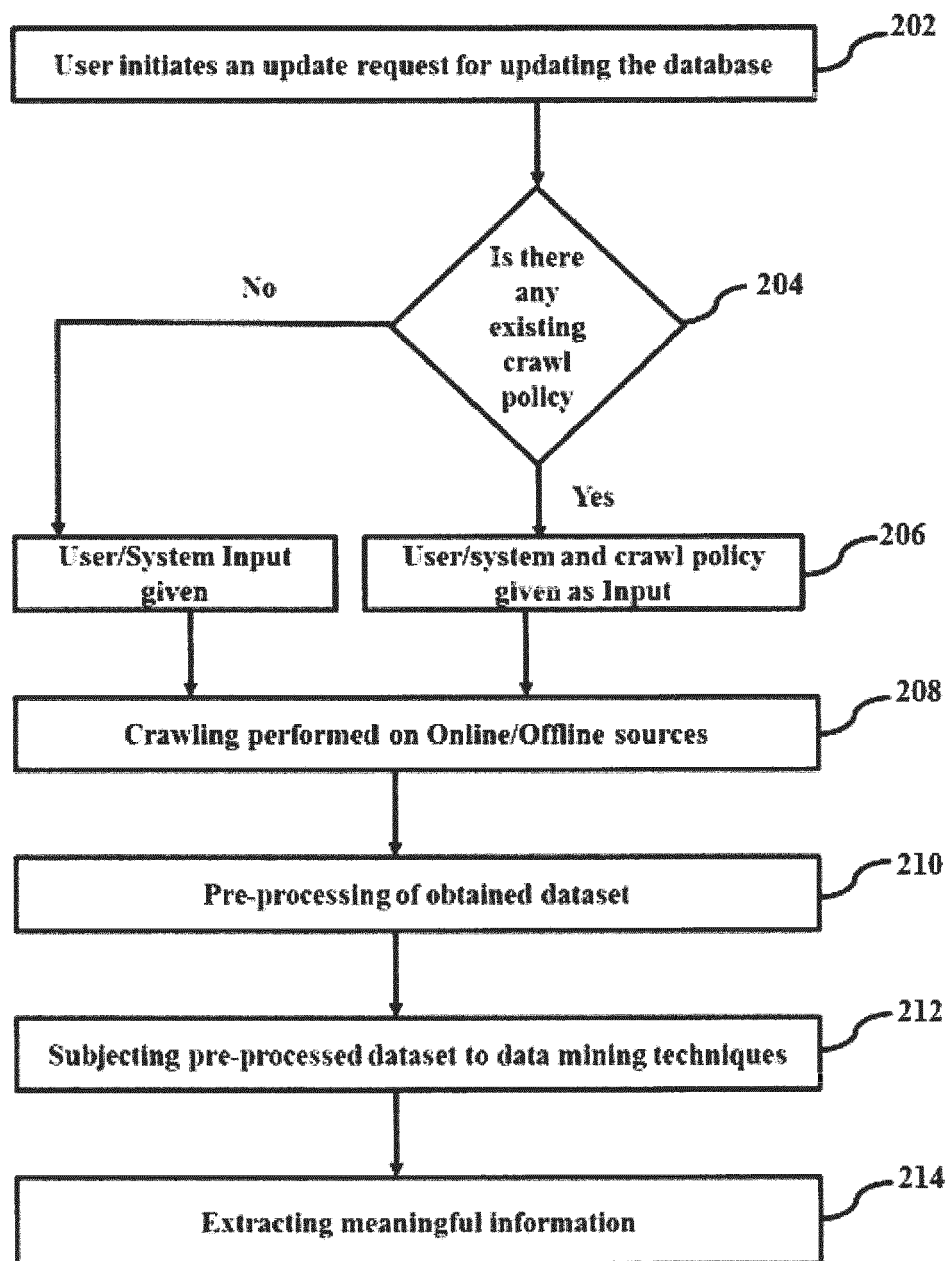 202
User initiates an update request for updating the database
Is there
any
existing
crawl
policy
204
No
Yes
User/System Input
given
User/system and crawl policy
given as Input
206
208
Crawling performed on Online/Offline sources
210
Pre-processing of obtained dataset
212
Subjecting pre-processed dataset to data mining techniques
214
Extracting meaningful information